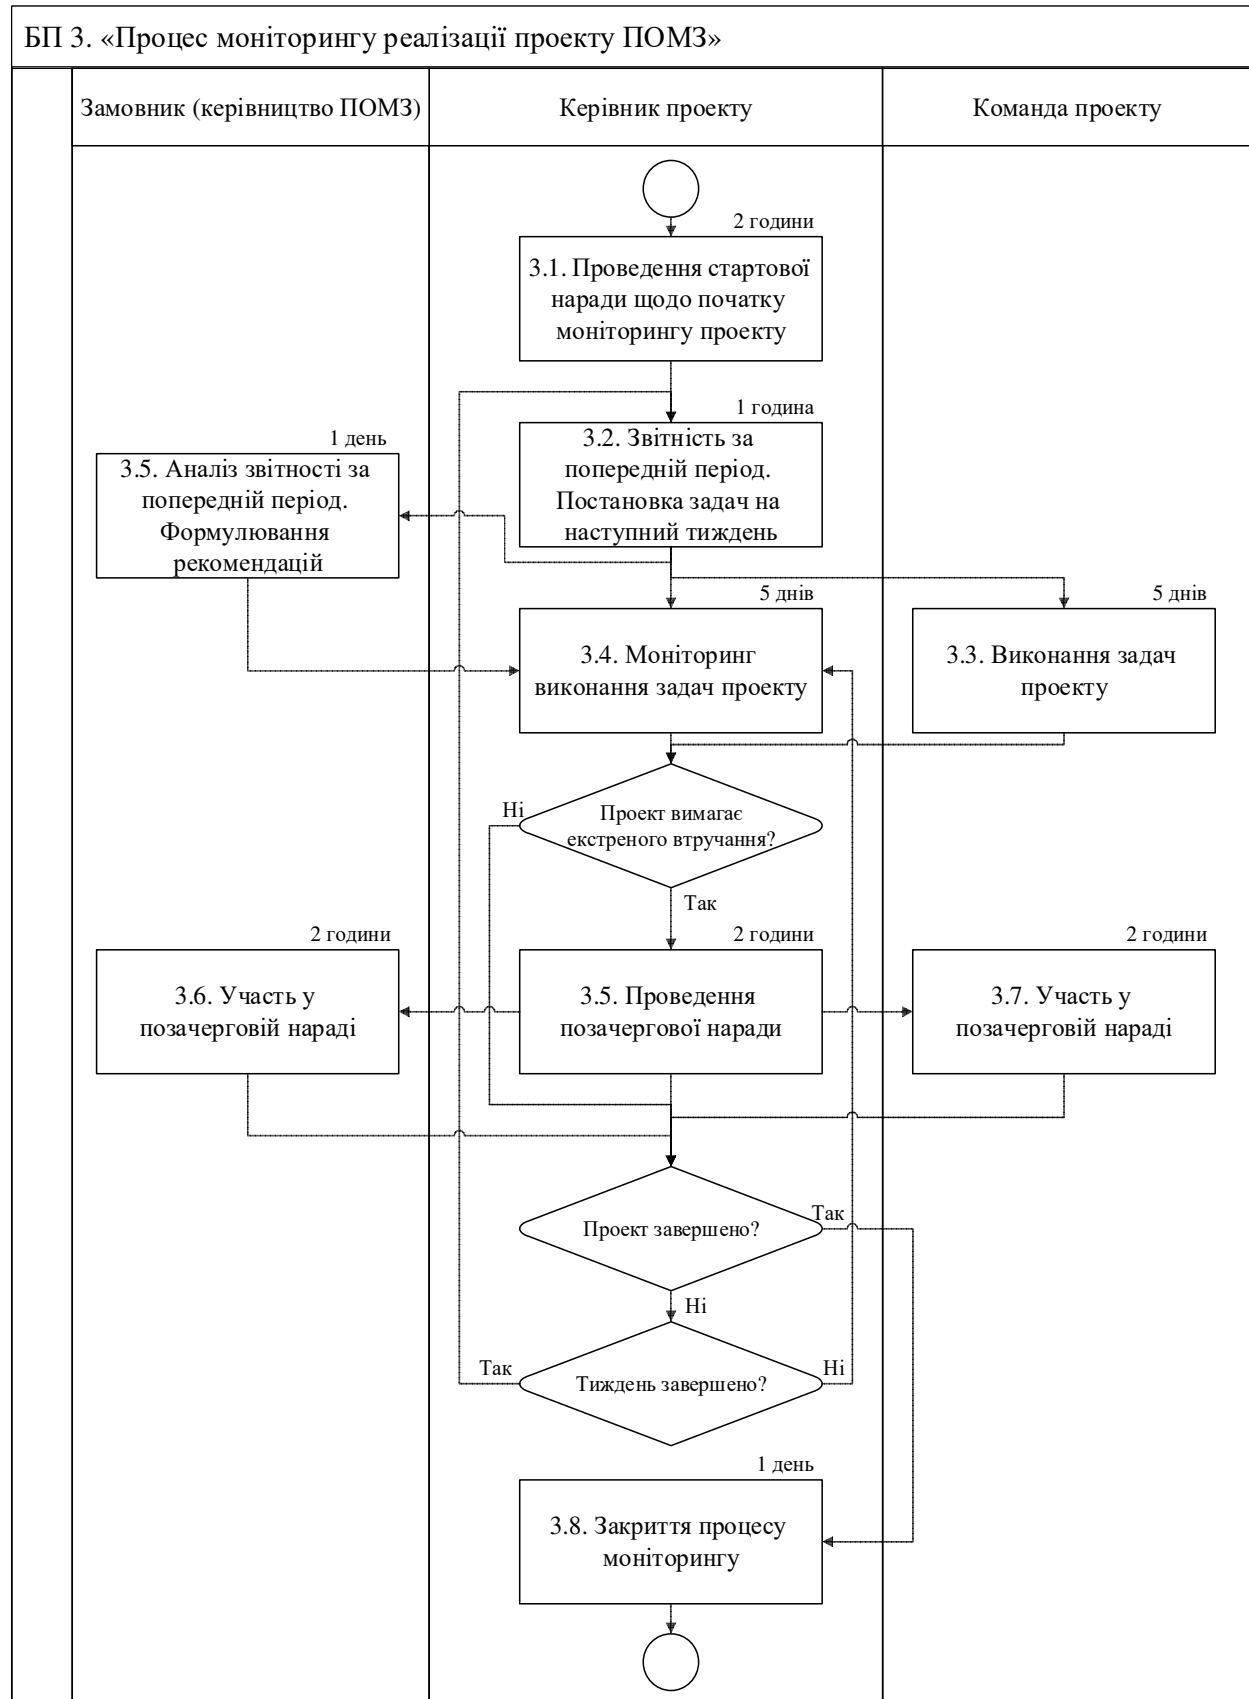 БП 3. «Процес моніторингу реалізації проекту ПОМЗ»
Замовник (керівництво ПОМЗ)
Керівник проекту
Команда проекту
2 години
3.1. Проведення стартової
наради щодо початку
моніторингу проекту
1 година
3.2. Звітність за
попередній період.
Постановка задач на
наступний тиждень
1 день
3.5. Аналіз звітності за
попередній період.
Формулювання
рекомендацій
5 днів
3.4. Моніторинг
виконання задач проекту
5 днів
3.3. Виконання задач
проекту
Ні
Проект вимагає
екстреного втручання?
Так
2 години
3.6. Участь у
позачерговій нараді
2 години
3.5. Проведення
позачергової наради
2 години
3.7. Участь у
позачерговій нараді
Проект завершено?
Так
Ні
Так
Тиждень завершено?
Ні
1 день
3.8. Закриття процесу
моніторингу